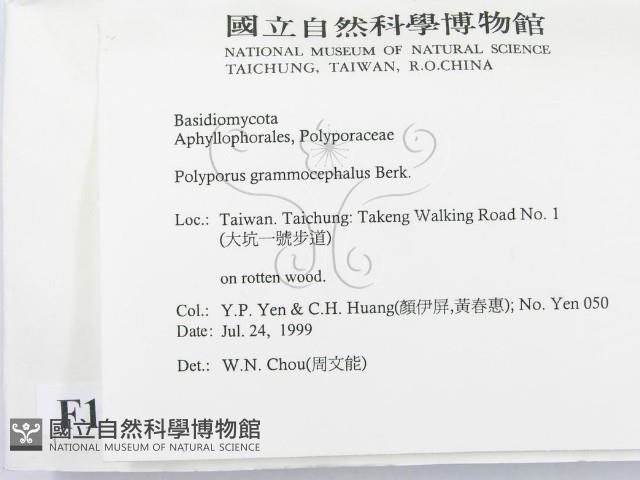 國立自然科學博物館
NATIONAL MUSEUM OF NATURAL SCIENCE
TAICHUNG, TAIWAN, R.O.CHINA
Basidiomycota
Aphyllophorales, Polyporaceae
Polyporus grammocephalus Berk.
Loc.: Taiwan. Taichung: Takeng Walking Road No. 1
(大坑一號步道)
on rotten wood.
Col.: Y.P. Yen & C.H. Huang(顏伊屏,黃春惠); No. Yen 050
Date: Jul. 24, 1999
Det.: W.N. Chou(周文能)
F1
國立自然科學博物館
NATIONAL MUSEUM OF NATURAL SCIENCE